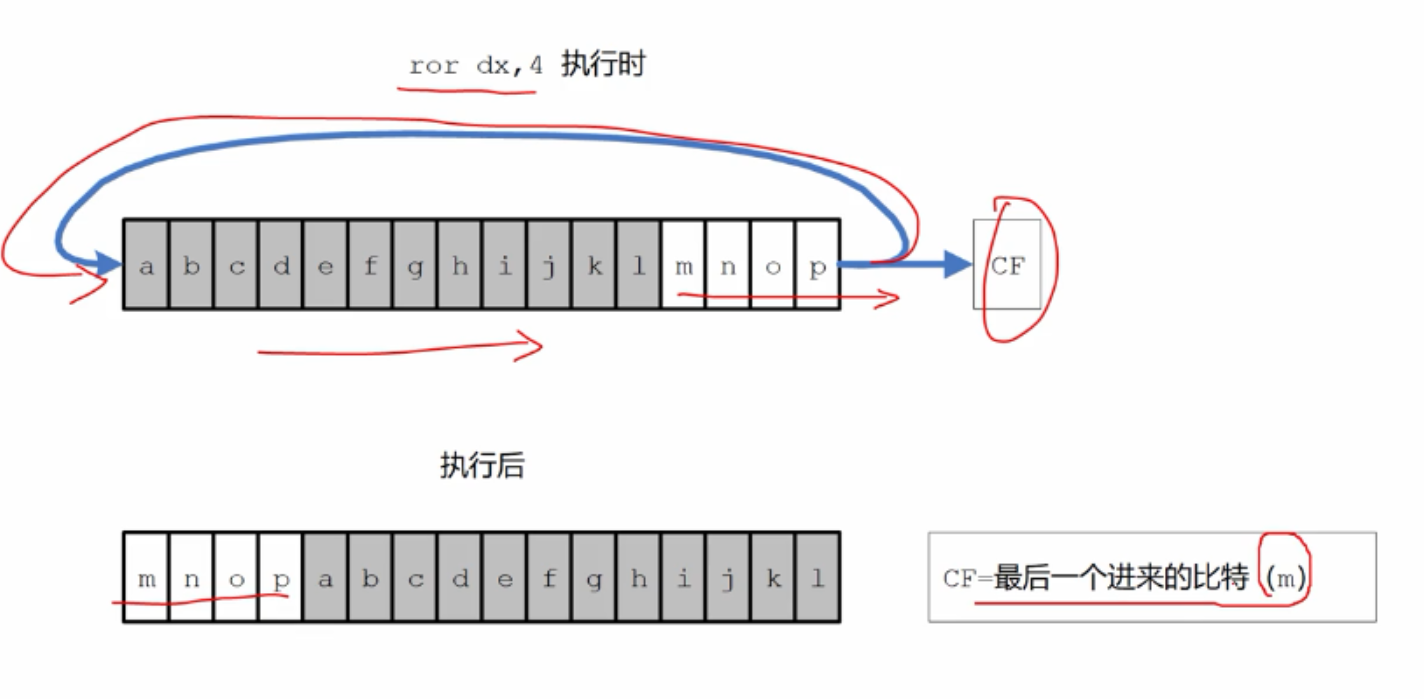 ror dx,4 执行时
a b c d e f g h i j k l m n o p CF
执行后
m n o p a b c d e f g h i j k l CF=最后一个进来的比特 (m)